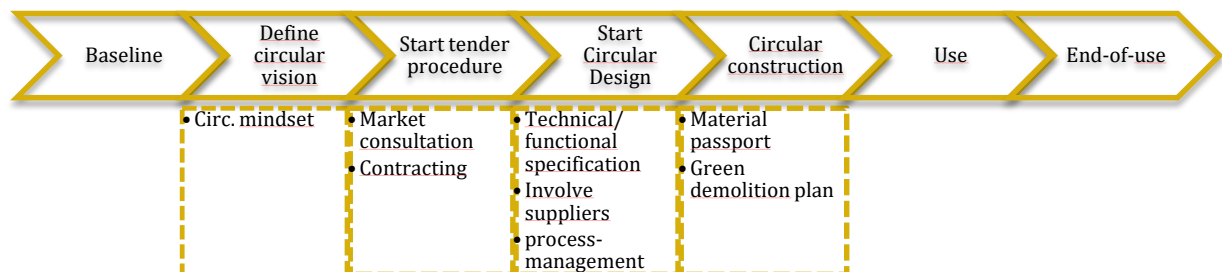 Baseline
Define
circular
vision
Start tender
procedure
Start
Circular
Design
Circular
construction
Use
End-of-use
• Circ. mindset
• Market
consultation
• Contracting
• Technical/
functional
specification
• Involve
suppliers
• process-
management
• Material
passport
• Green
demolition plan